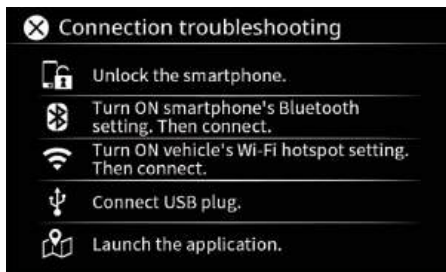 Connection troubleshooting
Unlock the smartphone.
Turn ON smartphone's Bluetooth
setting. Then connect.
Turn ON vehicle's Wi-Fi hotspot setting.
Then connect.
Connect USB plug.
Launch the application.